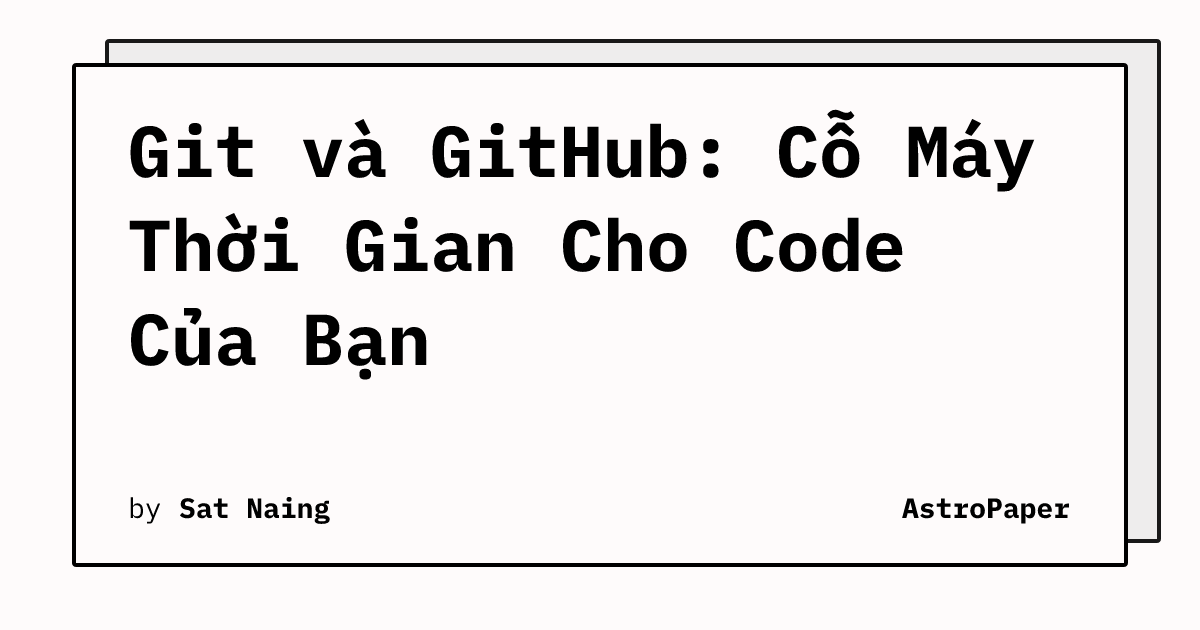 Git và GitHub: Cỗ Máy
Thời Gian Cho Code
Của Bạn
by Sat Naing
AstroPaper